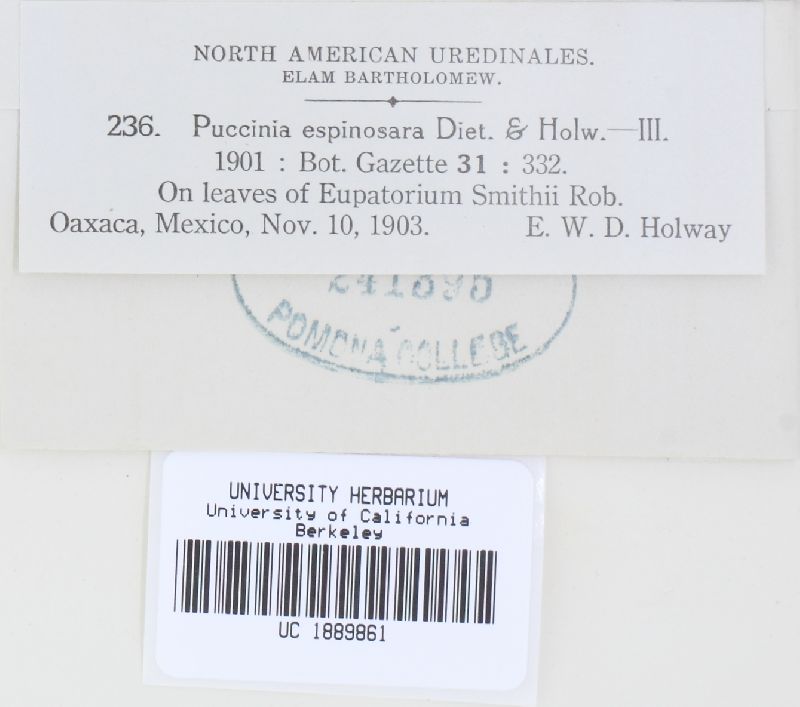 NORTH AMERICAN UREDINALES.
ELAM BARTHOLOMEW.
236. Puccinia espinosara Diet. & Holw.—III.
1901 : Bot. Gazette 31 : 332.
On leaves of Eupatorium Smithii Rob.
Oaxaca, Mexico, Nov. 10, 1903. E. W. D. Holway
POMONA COLLEGE
UNIVERSITY HERBARIUM
University of California
Berkeley
UC 1889861